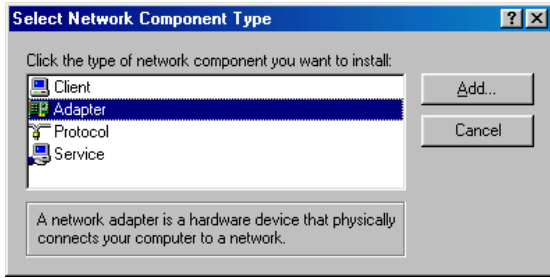 Select Network Component Type
Click the type of network component you want to install:
Client
Adapter
Protocol
Service
Add...
Cancel
A network adapter is a hardware device that physically
connects your computer to a network.